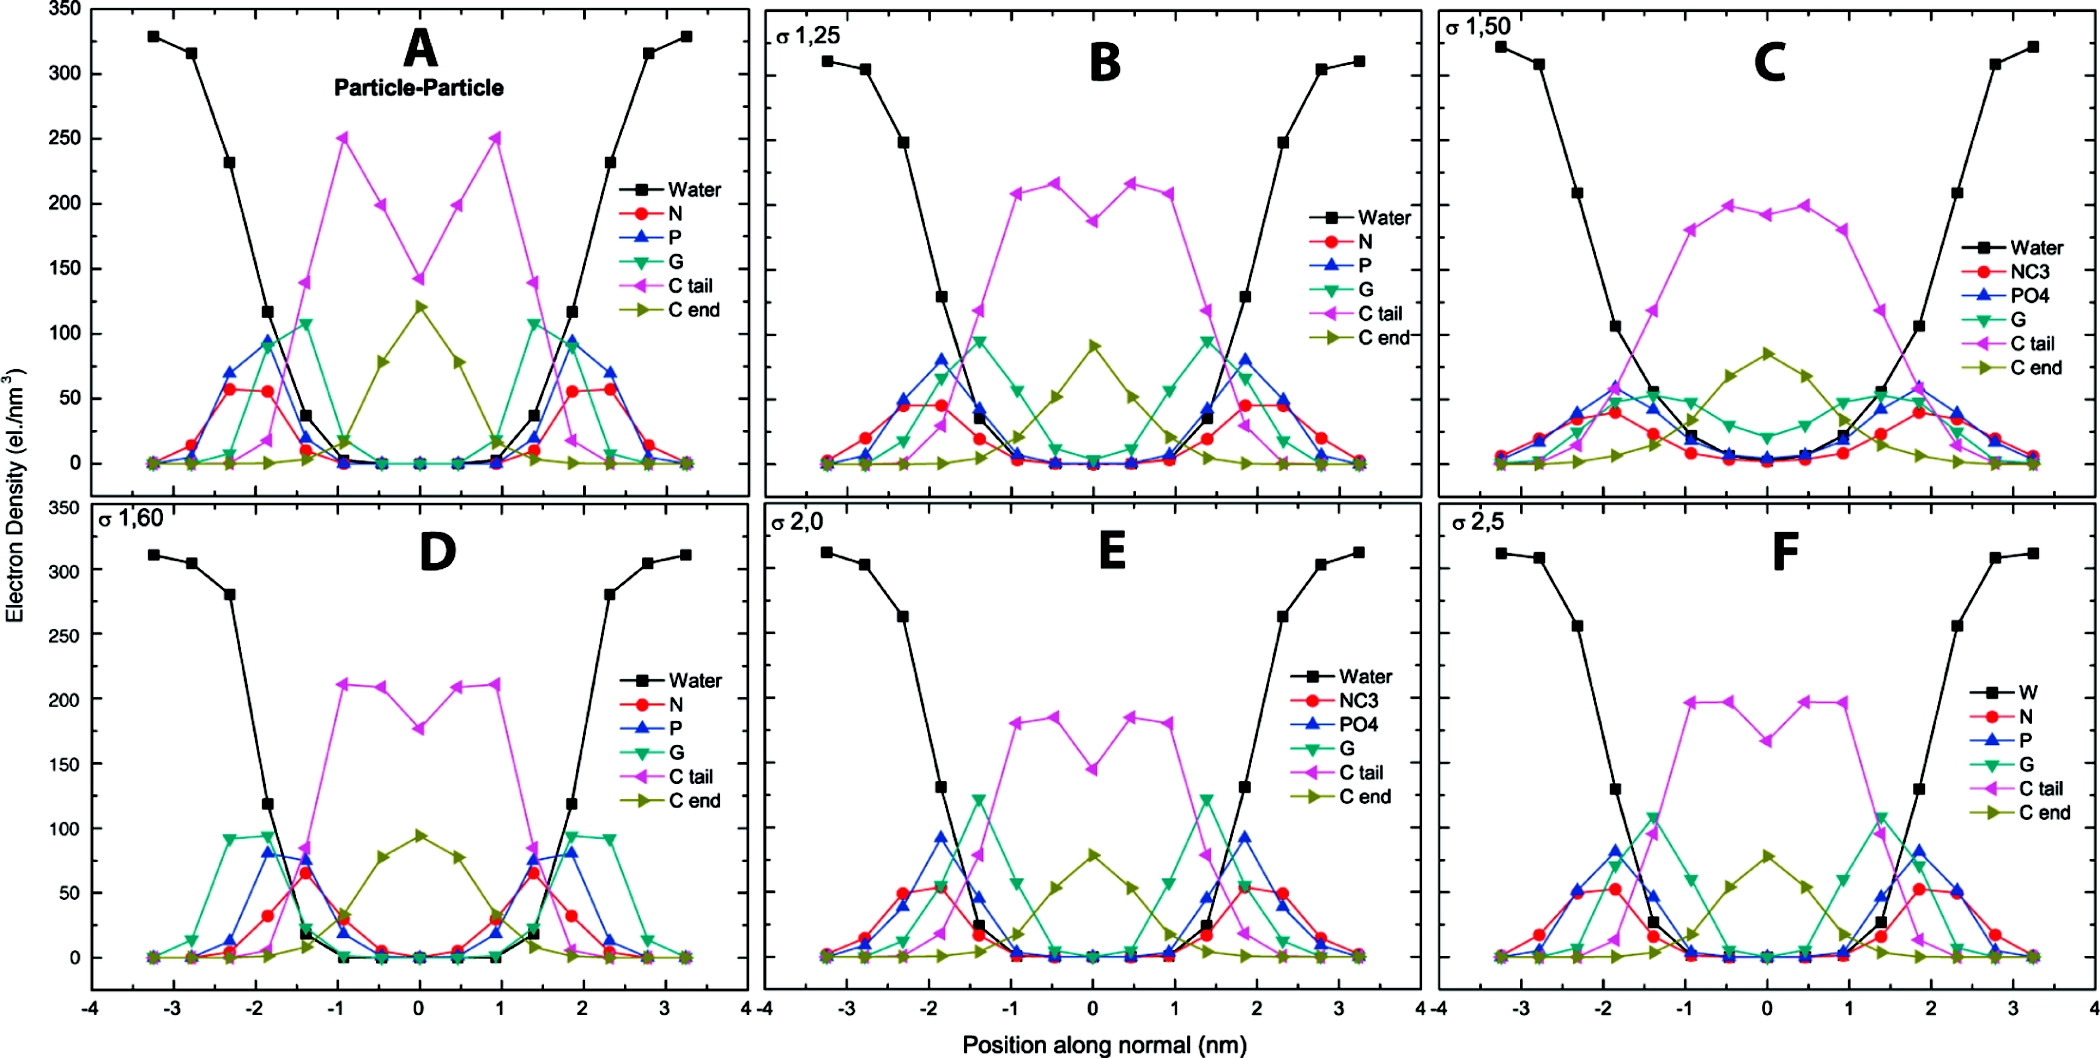 A
Particle-Particle
350
300
250
200
150
100
50
0
Water
N
P
G
C tail
C end
σ 1,25
B
Water
N
P
G
C tail
C end
σ 1,50
C
Water
NC3
PO4
G
C tail
C end
Electron Density (el./nm³)
σ 1,60
D
350
300
250
200
150
100
50
0
Water
N
P
G
C tail
C end
-4 -3 -2 -1 0 1 2 3
σ 2,0
E
Water
NC3
PO4
G
C tail
C end
-4 -3 -2 -1 0 1 2 3
σ 2,5
F
W
N
P
G
C tail
C end
-4 -3 -2 -1 0 1 2 3 4
Position along normal (nm)